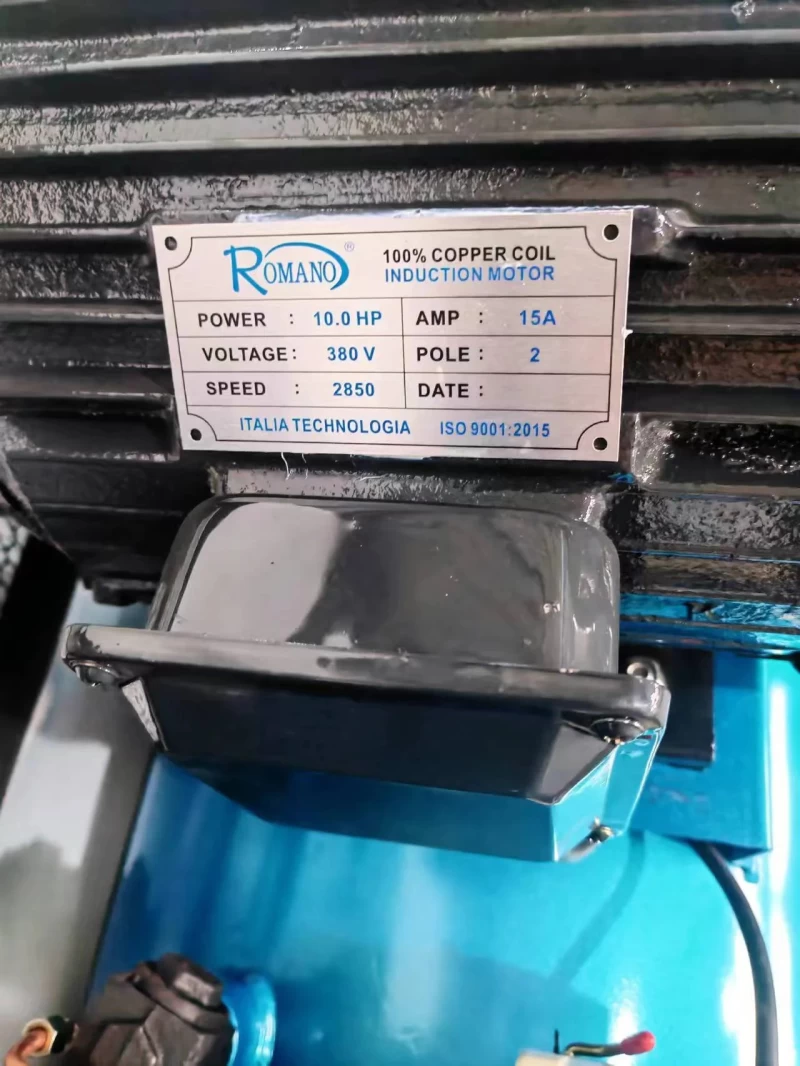 ROMANO®
100% COPPER COIL
INDUCTION MOTOR
POWER : 10.0 HP AMP : 15A
VOLTAGE : 380 V POLE : 2
SPEED : 2850 DATE :
ITALIA TECHNOLOGIA ISO 9001:2015